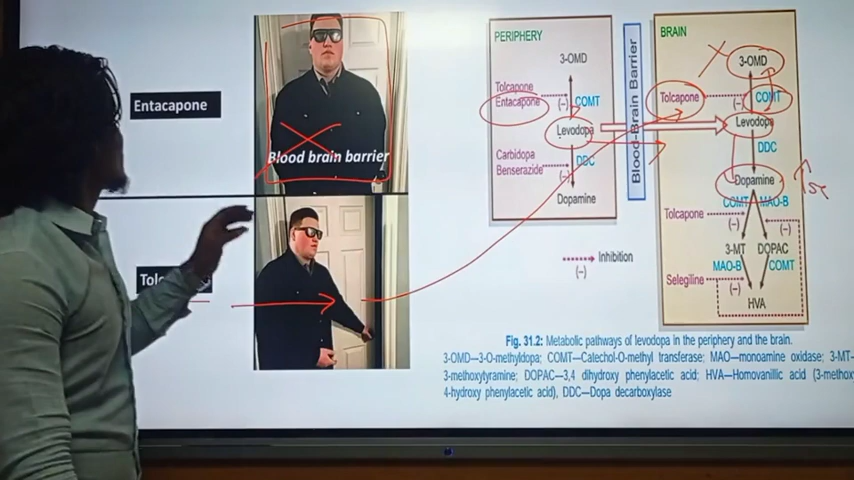 Entacapone
Blood brain barrier
PERIPHERY
3-OMD
Tolcapone
Entacapone
(–)
COMT
Levodopa
Carbidopa
Benserazide
(–)
DDC
Dopamine
Inhibition
(–)
Blood-Brain Barrier
BRAIN
3-OMD
Tolcapone
(–)
COMT
Levodopa
DDC
Dopamine
COMT MAO-B
Tolcapone
(–)
(–)
3-MT DOPAC
MAO-B COMT
Selegiline
(–)
HVA
Fig. 31.2: Metabolic pathways of levodopa in the periphery and the brain.
3-OMD—3-O-methyldopa; COMT—Catechol-O-methyl transferase; MAO—monoamine oxidase; 3-MT—
3-methoxytyramine; DOPAC—3,4 dihydroxy phenylacetic acid; HVA—Homovanillic acid (3-methox
4-hydroxy phenylacetic acid), DDC—Dopa decarboxylase